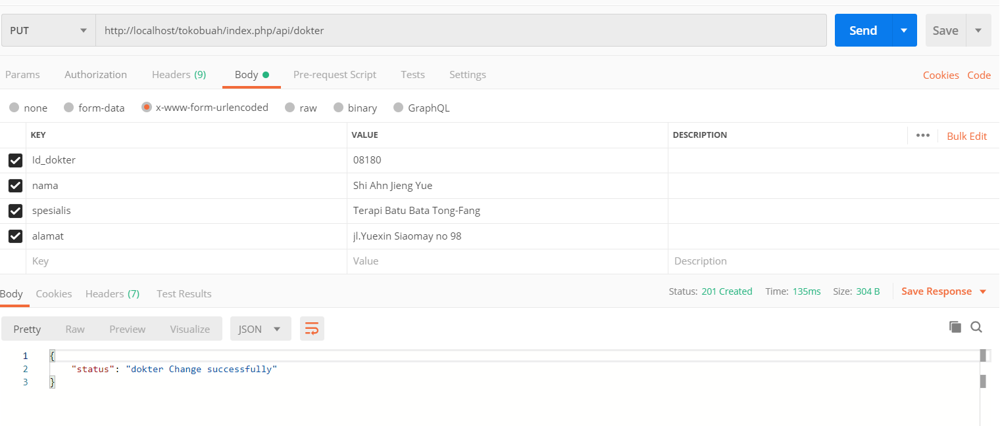 PUT http://localhost/tokobuah/index.php/api/dokter Send Save
Params Authorization Headers (9) Body Pre-request Script Tests Settings Cookies Code
none form-data x-www-form-urlencoded raw binary GraphQL
KEY VALUE DESCRIPTION ••• Bulk Edit
Id_dokter 08180
nama Shi Ahn Jieng Yue
spesialis Terapi Batu Bata Tong-Fang
alamat jl.Yuexin Siaomay no 98
Key Value Description
Body Cookies Headers (7) Test Results Status: 201 Created Time: 135ms Size: 304 B Save Response
Pretty Raw Preview Visualize JSON
1 {
2 "status": "dokter Change successfully"
3 }